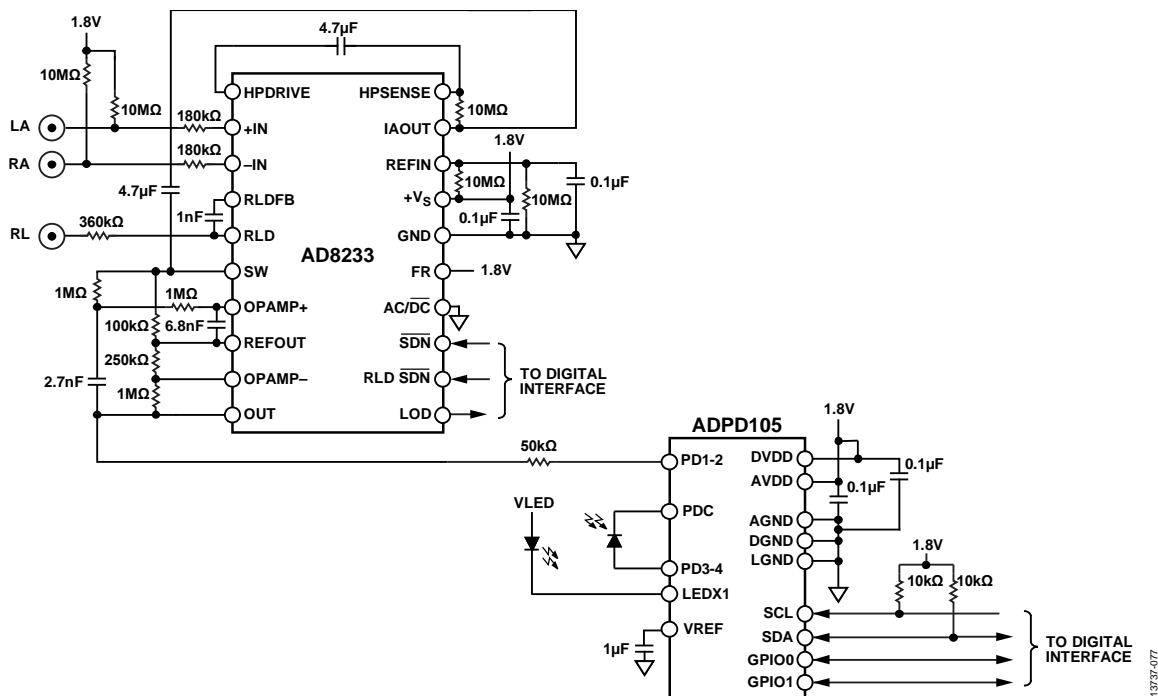 1.8V
4.7µF
4.7µF
10MΩ
10MΩ
LA
RA
RL
180kΩ
180kΩ
1nF
360kΩ
1MΩ
1MΩ
100kΩ
6.8nF
250kΩ
1MΩ
2.7nF
HPDRIVE
+IN
–IN
RLDFB
RLD
SW
OPAMP+
REFOUT
OPAMP–
OUT
AD8233
HPSENSE
IAOUT
REFIN
+VS
GND
FR
AC/DC
SDN
RLD SDN
LOD
10MΩ
1.8V
10MΩ
10MΩ
0.1µF
0.1µF
1.8V
TO DIGITAL
INTERFACE
50kΩ
ADPD105
PD1-2
PDC
PD3-4
LEDX1
VREF
VLED
1µF
DVDD
AVDD
AGND
DGND
LGND
SCL
SDA
GPIO0
GPIO1
1.8V
0.1µF
0.1µF
1.8V
10kΩ
10kΩ
TO DIGITAL
INTERFACE
13737-077